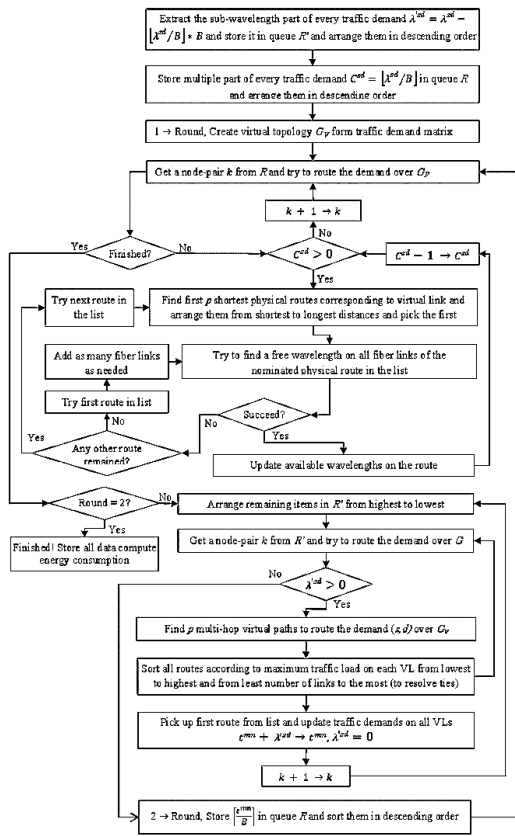 Extract the sub-wavelength part of every traffic demand λ'ˢᵈ = λˢᵈ −
⌊λˢᵈ/B⌋ * B and store it in queue R' and arrange them in descending order
Store multiple part of every traffic demand Cˢᵈ = ⌊λˢᵈ/B⌋ in queue R
and arrange them in descending order
1 → Round, Create virtual topology Gᵥ form traffic demand matrix
Get a node-pair k from R and try to route the demand over Gₚ
k + 1 → k
No
Yes
Finished?
No
Cˢᵈ > 0
Cˢᵈ − 1 → Cˢᵈ
Yes
Try next route in
the list
Find first p shortest physical routes corresponding to virtual link and
arrange them from shortest to longest distances and pick the first
Add as many fiber links
as needed
Try to find a free wavelength on all fiber links of the
nominated physical route in the list
Try first route in list
No
Succeed?
No
Yes
Yes
Any other route
remained?
Update available wavelengths on the route
Round = 2?
No
Arrange remaining items in R' from highest to lowest
Yes
Finished! Store all data compute
energy consumption
Get a node-pair k from R' and try to route the demand over G
No
λ'ˢᵈ > 0
Yes
Find p multi-hop virtual paths to route the demand (s,d) over Gᵥ
Sort all routes according to maximum traffic load on each VL from lowest
to highest and from least number of links to the most (to resolve ties)
Pick up first route from list and update traffic demands on all VLs
tᵐⁿ + λ'ˢᵈ → tᵐⁿ, λ'ˢᵈ = 0
k + 1 → k
2 → Round, Store ⌈tᵐⁿ/B⌉ in queue R and sort them in descending order